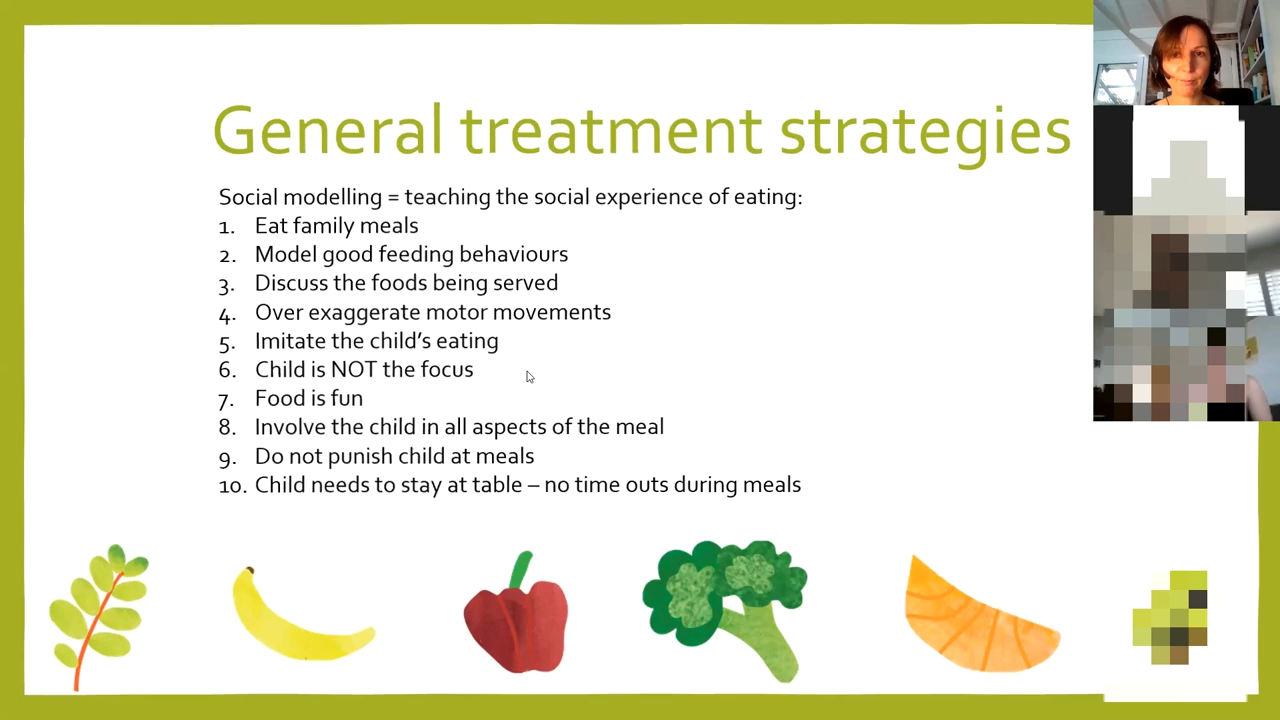 General treatment strategies
Social modelling = teaching the social experience of eating:
1. Eat family meals
2. Model good feeding behaviours
3. Discuss the foods being served
4. Over exaggerate motor movements
5. Imitate the child's eating
6. Child is NOT the focus
7. Food is fun
8. Involve the child in all aspects of the meal
9. Do not punish child at meals
10. Child needs to stay at table – no time outs during meals